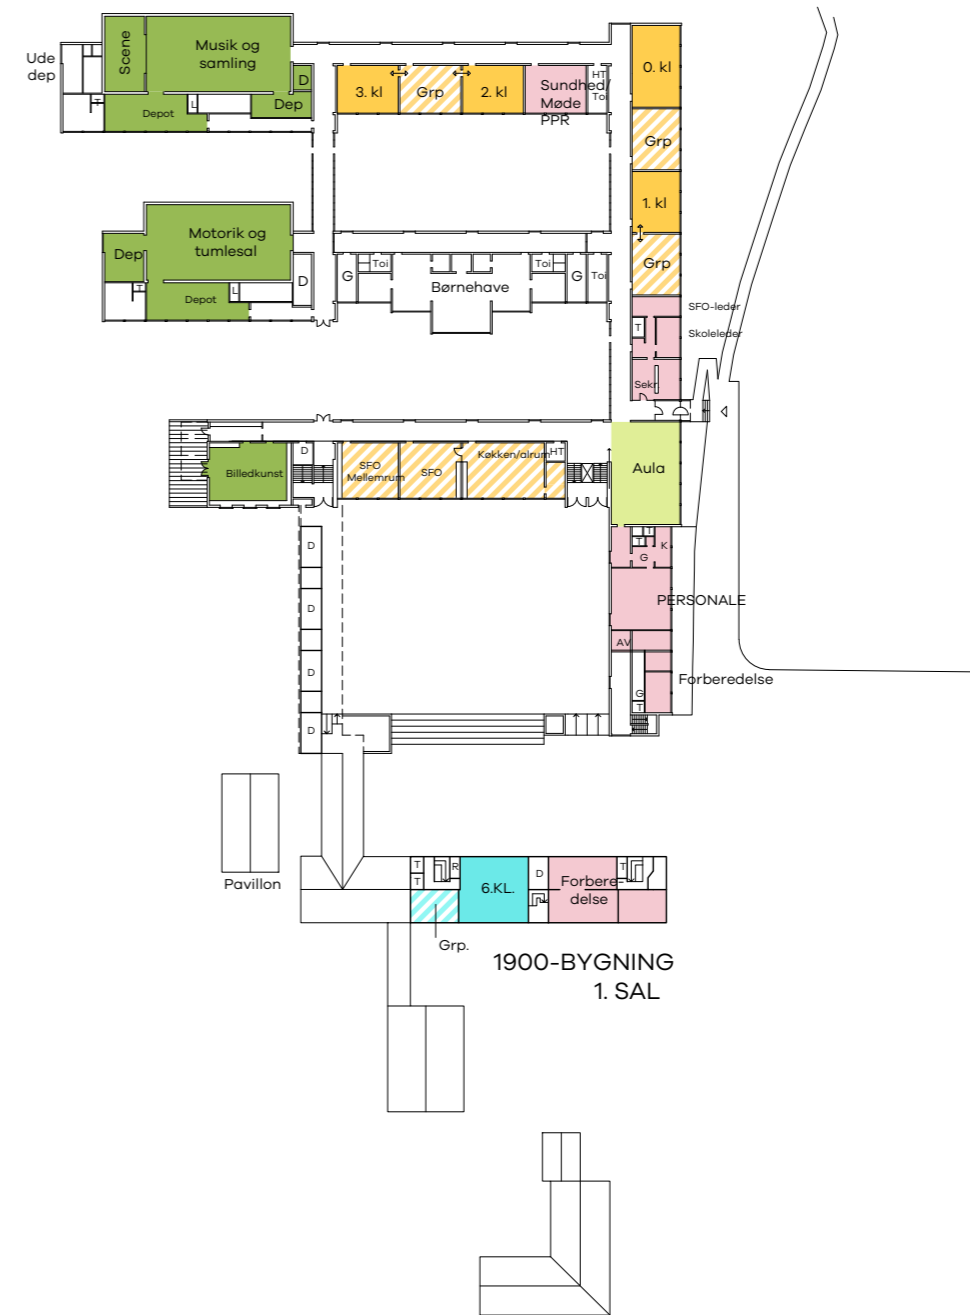 Ude
dep
Scene
Musik og
samling
D
Dep
T
Depot
L
3. kl
Grp
2. kl
Sundhed/
Møde
PPR
HT
Toi
0. kl
Grp
1. kl
Grp
Motorik og
tumlesal
Dep
D
T
L
Depot
G
Toi
Børnehave
Toi
G
Toi
SFO-leder
T
Skoleleder
Sekr.
D
Billedkunst
SFO
Mellemrum
SFO
Køkken/alrum
HT
Aula
D
D
D
D
T
T
G
K
PERSONALE
AV
Forberedelse
G
T
Pavillon
T
T
R
6.KL.
D
Forbere-
delse
T
Grp.
1900-BYGNING
1. SAL